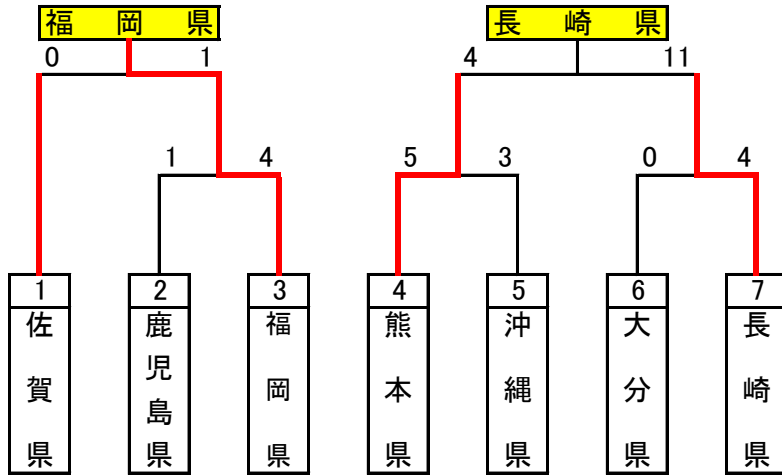 福岡県 長崎県
0 1 4 11
1 4 5 3 0 4
1 2 3 4 5 6 7
佐賀県 鹿児島県 福岡県 熊本県 沖縄県 大分県 長崎県